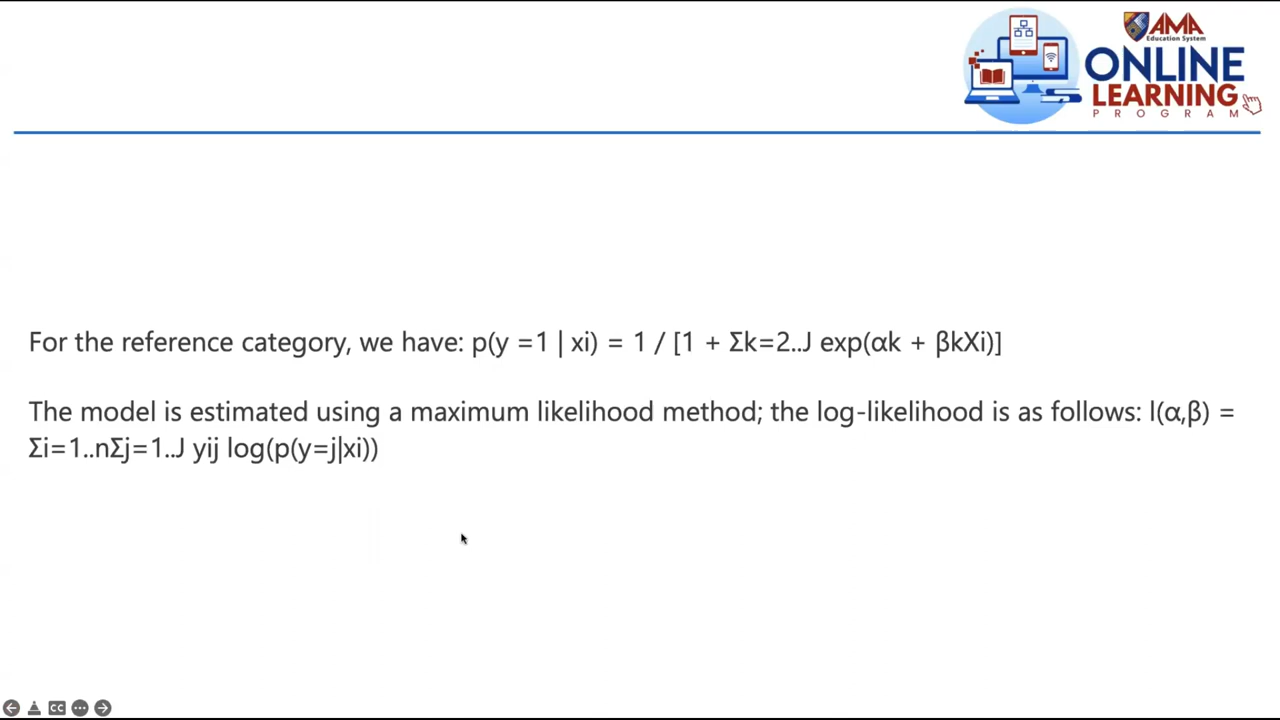 AMA
Education System
ONLINE
LEARNING
PROGRAM
For the reference category, we have: p(y =1 | xi) = 1 / [1 + Σk=2..J exp(αk + βkXi)]
The model is estimated using a maximum likelihood method; the log-likelihood is as follows: l(α,β) =
Σi=1..nΣj=1..J yij log(p(y=j|xi))
CC